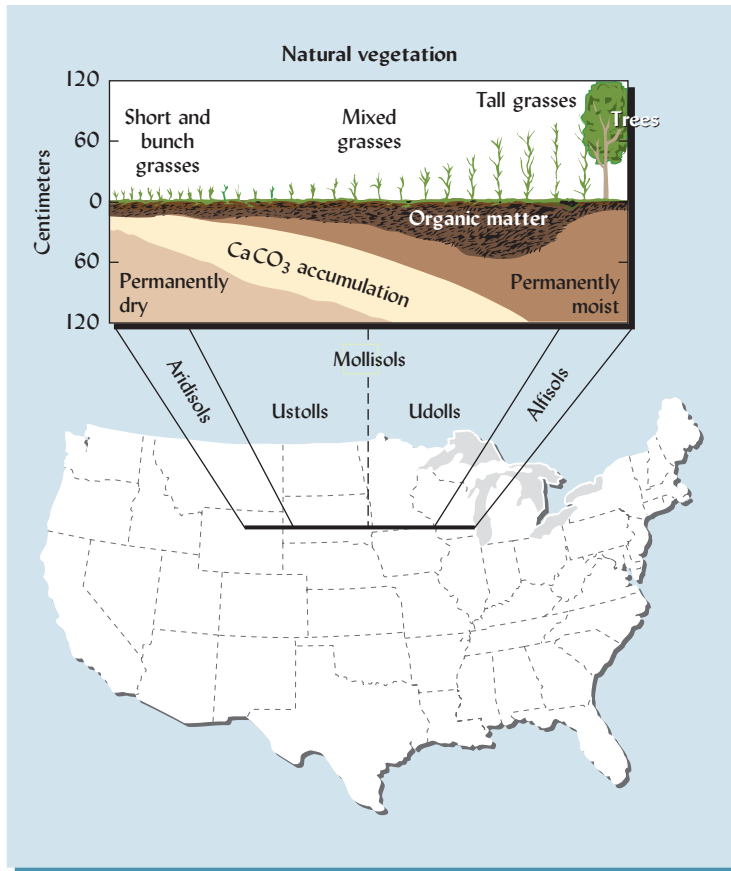 Natural vegetation
120
60
0
60
120
Centimeters
Short and
bunch
grasses
Mixed
grasses
Tall grasses
Trees
Organic matter
CaCO₃ accumulation
Permanently
dry
Permanently
moist
Aridisols
Mollisols
Ustolls
Udolls
Alfisols